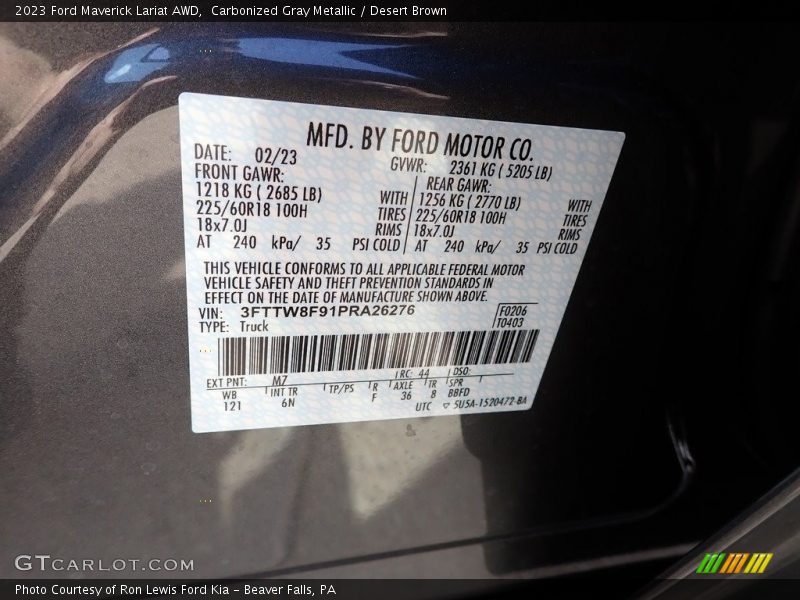 2023 Ford Maverick Lariat AWD,  Carbonized Gray Metallic / Desert Brown
MFD. BY FORD MOTOR CO.
DATE: 02/23 GVWR: 2361 KG ( 5205 LB)
FRONT GAWR: REAR GAWR:
1218 KG ( 2685 LB) WITH 1256 KG ( 2770 LB) WITH
225/60R18 100H TIRES 225/60R18 100H TIRES
18x7.0J RIMS 18x7.0J RIMS
AT 240 kPa/ 35 PSI COLD AT 240 kPa/ 35 PSI COLD
THIS VEHICLE CONFORMS TO ALL APPLICABLE FEDERAL MOTOR
VEHICLE SAFETY AND THEFT PREVENTION STANDARDS IN
EFFECT ON THE DATE OF MANUFACTURE SHOWN ABOVE.
VIN: 3FTTW8F91PRA26276 F0206
TYPE: Truck T0403
EXT PNT: M7 RC: 44 DSO:
WB INT TR TP/PS R AXLE TR SPR
121 6N F 36 8 BBFD
UTC ▽ 5U5A-1520472-BA
GTCARLOT.COM
Photo Courtesy of Ron Lewis Ford Kia – Beaver Falls, PA